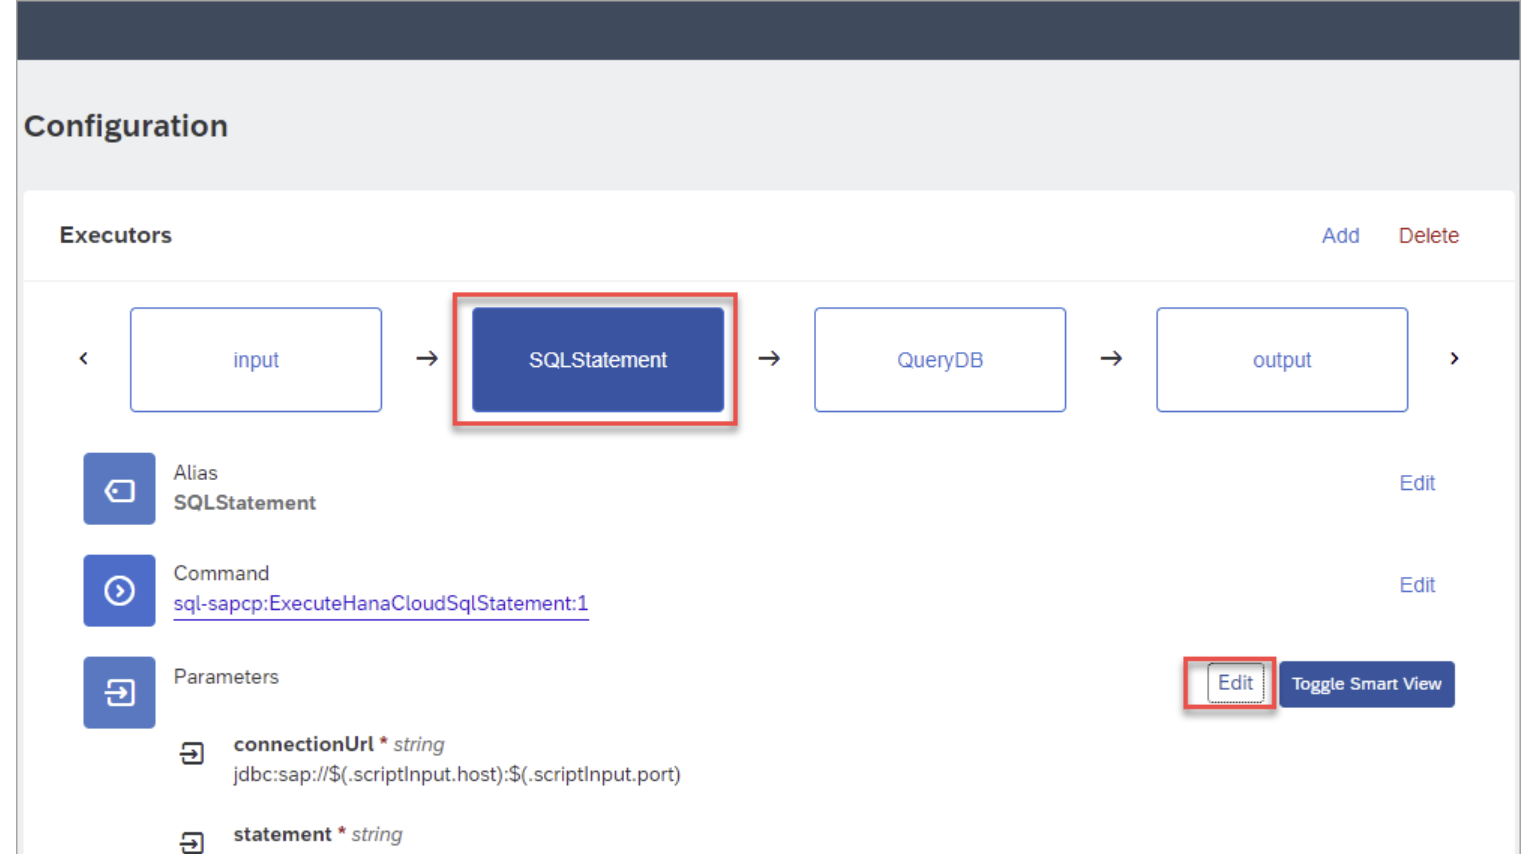 Configuration
Executors
Add Delete
input
SQLStatement
QueryDB
output
Alias
SQLStatement
Edit
Command
sql-sapcp:ExecuteHanaCloudSqlStatement:1
Edit
Parameters
Edit
Toggle Smart View
connectionUrl * string
jdbc:sap://$(.scriptInput.host):$(.scriptInput.port)
statement * string